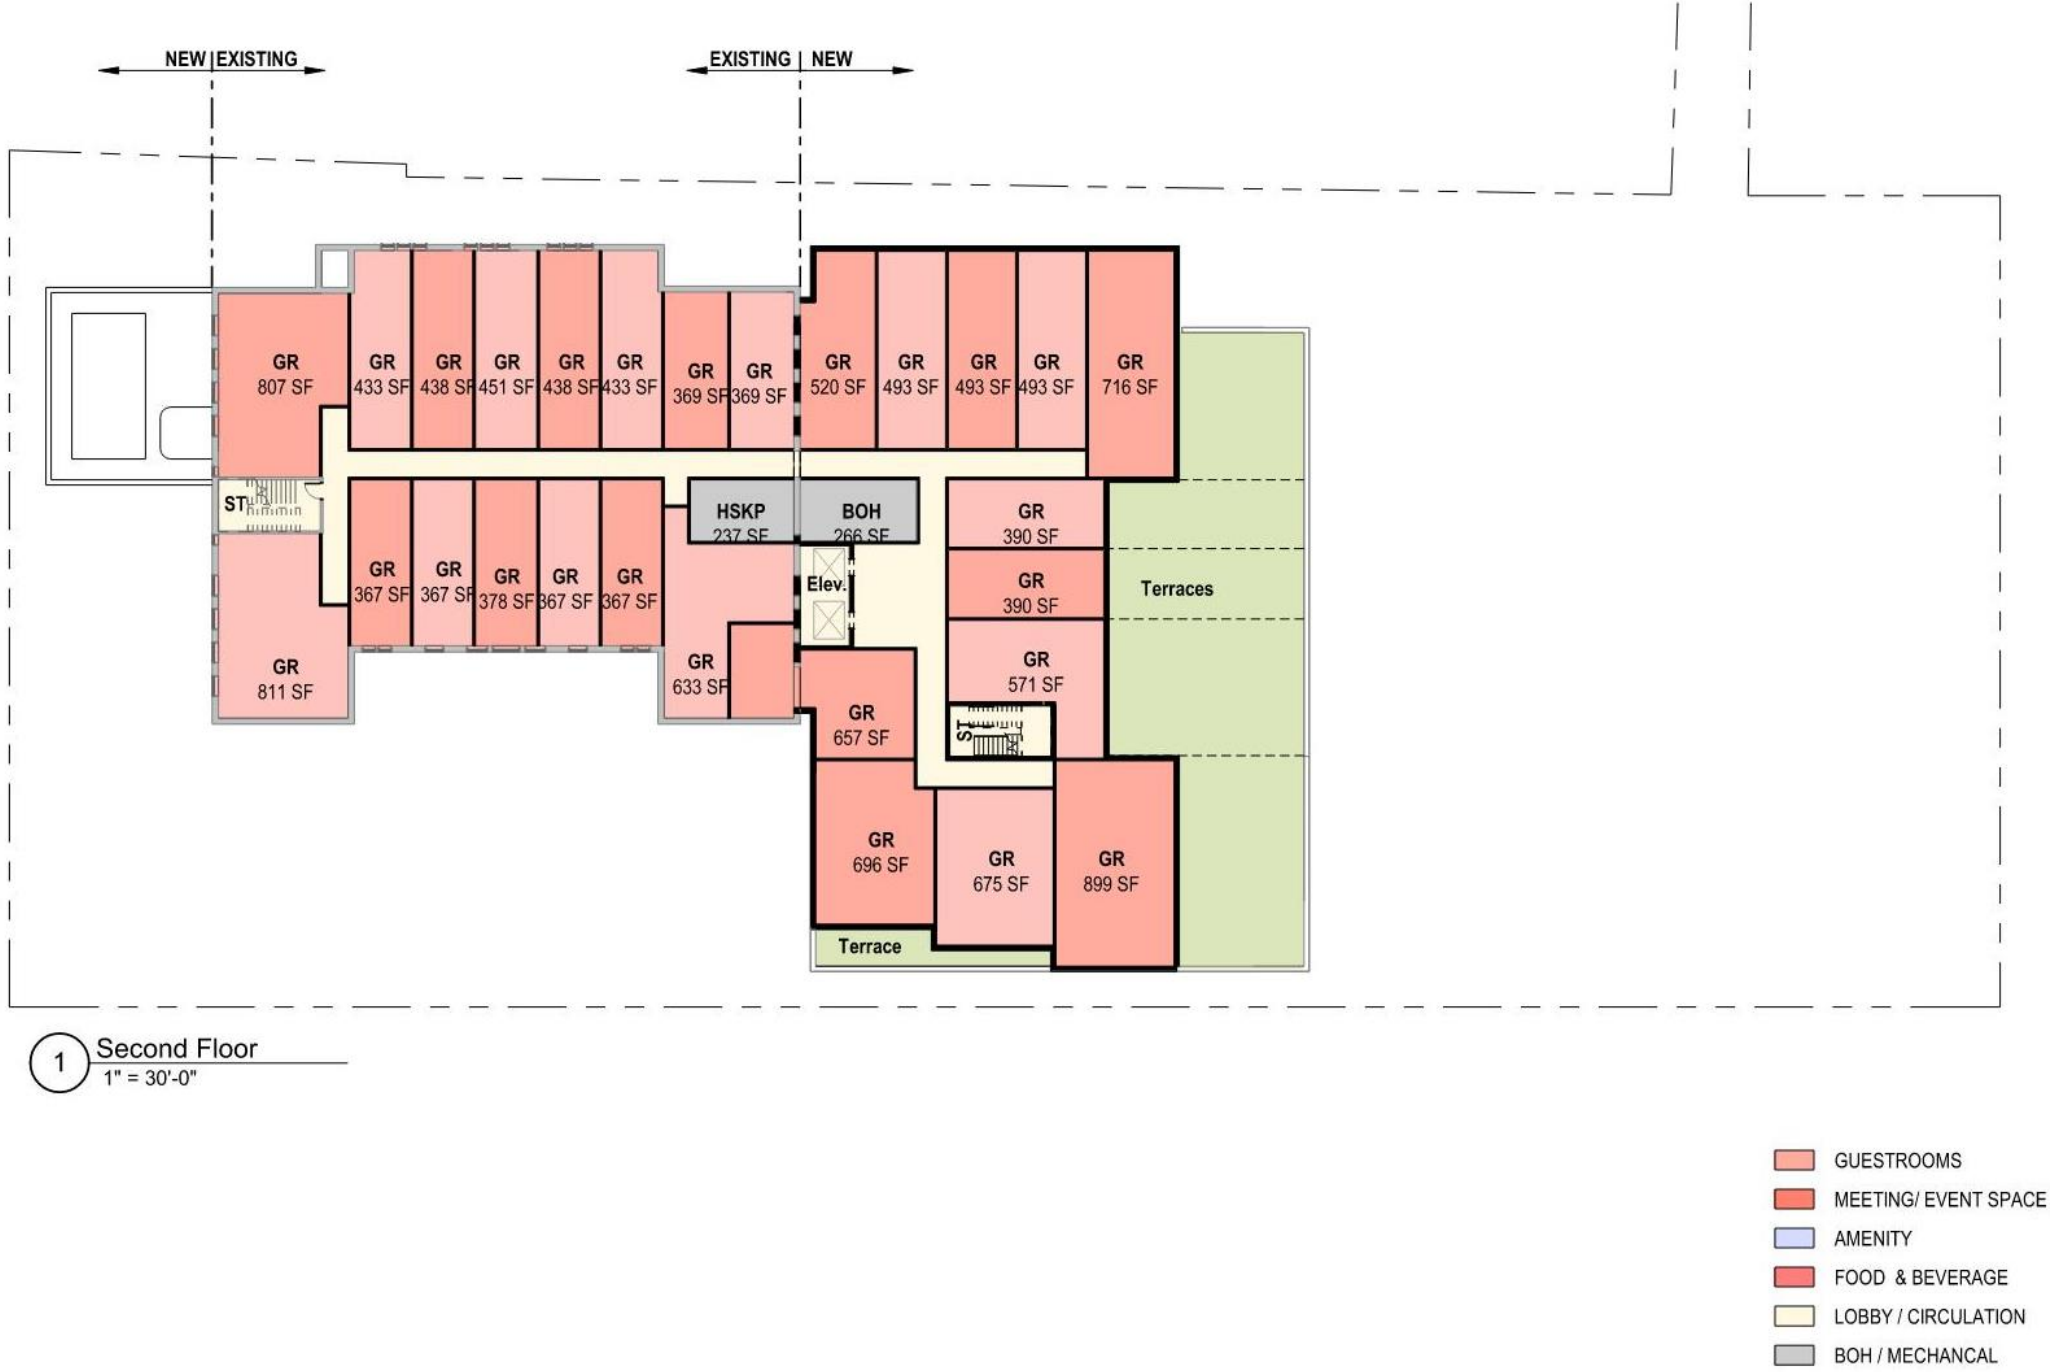 NEW EXISTING
EXISTING NEW
GR
807 SF
GR
433 SF
GR
438 SF
GR
451 SF
GR
438 SF
GR
433 SF
GR
369 SF
GR
369 SF
GR
520 SF
GR
493 SF
GR
493 SF
GR
493 SF
GR
716 SF
ST
HSKP
237 SF
BOH
266 SF
GR
390 SF
GR
367 SF
GR
367 SF
GR
378 SF
GR
367 SF
GR
367 SF
Elev.
GR
390 SF
Terraces
GR
811 SF
GR
633 SF
GR
657 SF
GR
571 SF
ST
GR
696 SF
GR
675 SF
GR
899 SF
Terrace
1
Second Floor
1" = 30'-0"
GUESTROOMS
MEETING/ EVENT SPACE
AMENITY
FOOD & BEVERAGE
LOBBY / CIRCULATION
BOH / MECHANCAL